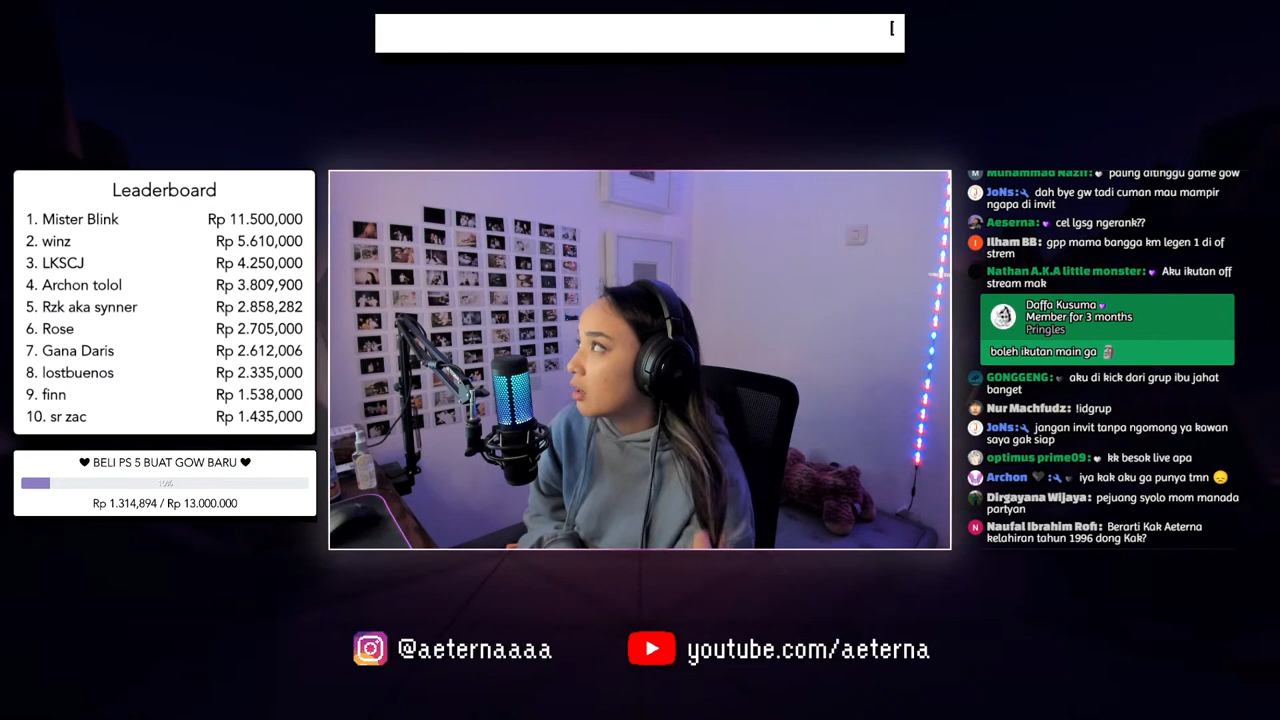 [
Leaderboard
1. Mister Blink Rp 11.500,000
2. winz Rp 5.610,000
3. LKSCJ Rp 4.250,000
4. Archon tolol Rp 3.809,900
5. Rzk aka synner Rp 2.858,282
6. Rose Rp 2.705,000
7. Gana Daris Rp 2.612,006
8. lostbuenos Rp 2.335,000
9. finn Rp 1.538,000
10. sr zac Rp 1.435,000
🖤 BELI PS 5 BUAT GOW BARU 🖤
10%
Rp 1.314,894 / Rp 13.000.000
Muhammad Nazif: paling ditinggu game gow
JoNs: dah bye gw tadi cuman mau mampir
ngapa di invit
Aeserna: cel lgsg ngerank??
Ilham BB: gpp mama bangga km legen 1 di of
strem
Nathan A.K.A little monster: Aku ikutan off
stream mak
Daffa Kusuma
Member for 3 months
Pringles
boleh ikutan main ga
GONGGENG: aku di kick dari grup ibu jahat
banget
Nur Machfudz: !idgrup
JoNs: jangan invit tanpa ngomong ya kawan
saya gak siap
optimus prime09: kk besok live apa
Archon 🖤: iya kak aku ga punya tmn 😞
Dirgayana Wijaya: pejuang syolo mom manada
partyan
Naufal Ibrahim Rofi: Berarti Kak Aeterna
kelahiran tahun 1996 dong Kak?
@aeternaaaa
youtube.com/aeterna